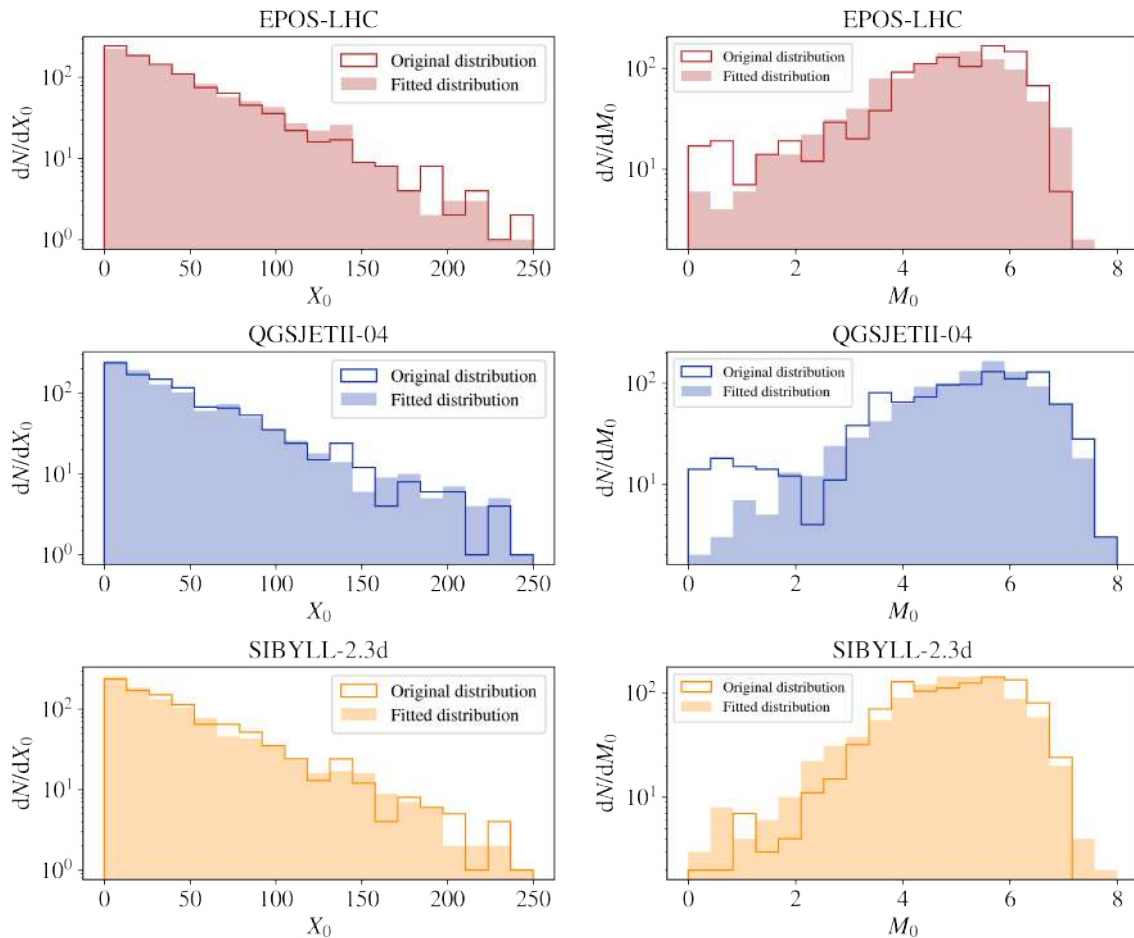 EPOS-LHC
dN/dX₀
10²
10¹
10⁰
Original distribution
Fitted distribution
0 50 100 150 200 250
X₀
EPOS-LHC
dN/dM₀
10²
10¹
Original distribution
Fitted distribution
0 2 4 6 8
M₀
QGSJETII-04
dN/dX₀
10²
10¹
10⁰
Original distribution
Fitted distribution
0 50 100 150 200 250
X₀
QGSJETII-04
dN/dM₀
10²
10¹
Original distribution
Fitted distribution
0 2 4 6 8
M₀
SIBYLL-2.3d
dN/dX₀
10²
10¹
10⁰
Original distribution
Fitted distribution
0 50 100 150 200 250
X₀
SIBYLL-2.3d
dN/dM₀
10²
10¹
Original distribution
Fitted distribution
0 2 4 6 8
M₀